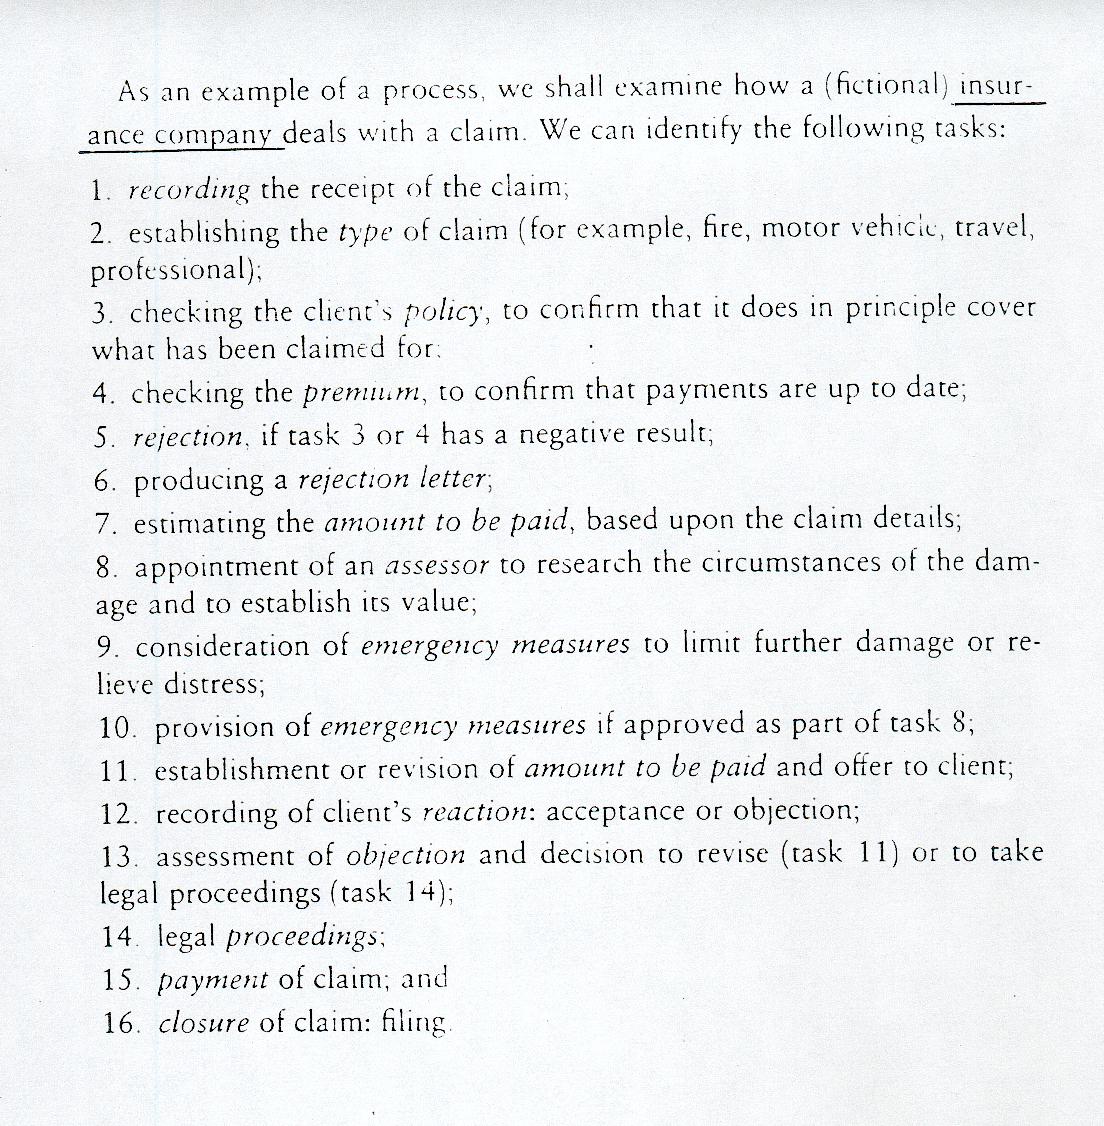 As an example of a process, we shall examine how a (fictional) insur-
ance company deals with a claim. We can identify the following tasks:
1. recording the receipt of the claim;
2. establishing the type of claim (for example, fire, motor vehicle, travel,
professional);
3. checking the client's policy, to confirm that it does in principle cover
what has been claimed for;
4. checking the premium, to confirm that payments are up to date;
5. rejection, if task 3 or 4 has a negative result;
6. producing a rejection letter;
7. estimating the amount to be paid, based upon the claim details;
8. appointment of an assessor to research the circumstances of the dam-
age and to establish its value;
9. consideration of emergency measures to limit further damage or re-
lieve distress;
10. provision of emergency measures if approved as part of task 8;
11. establishment or revision of amount to be paid and offer to client;
12. recording of client's reaction: acceptance or objection;
13. assessment of objection and decision to revise (task 11) or to take
legal proceedings (task 14);
14. legal proceedings;
15. payment of claim; and
16. closure of claim: filing.